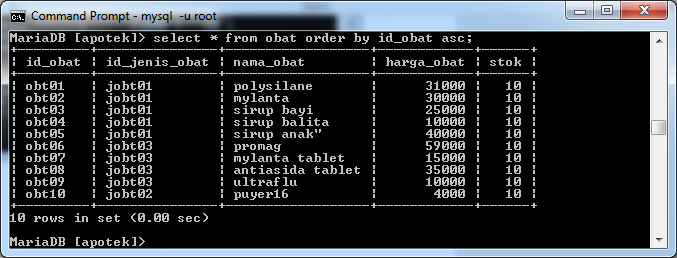 Command Prompt - mysql -u root
MariaDB [apotek]> select * from obat order by id_obat asc;
+---------+---------------+------------------+------------+------+
| id_obat | id_jenis_obat | nama_obat        | harga_obat | stok |
+---------+---------------+------------------+------------+------+
| obt01   | jobt01        | polysilane       |      31000 |   10 |
| obt02   | jobt01        | mylanta          |      30000 |   10 |
| obt03   | jobt01        | sirup bayi       |      25000 |   10 |
| obt04   | jobt01        | sirup balita     |      10000 |   10 |
| obt05   | jobt01        | sirup anak"      |      40000 |   10 |
| obt06   | jobt03        | promag           |      59000 |   10 |
| obt07   | jobt03        | mylanta tablet   |      15000 |   10 |
| obt08   | jobt03        | antiasida tablet |      35000 |   10 |
| obt09   | jobt03        | ultraflu         |      10000 |   10 |
| obt10   | jobt02        | puyer16          |       4000 |   10 |
+---------+---------------+------------------+------------+------+
10 rows in set (0.00 sec)
MariaDB [apotek]>